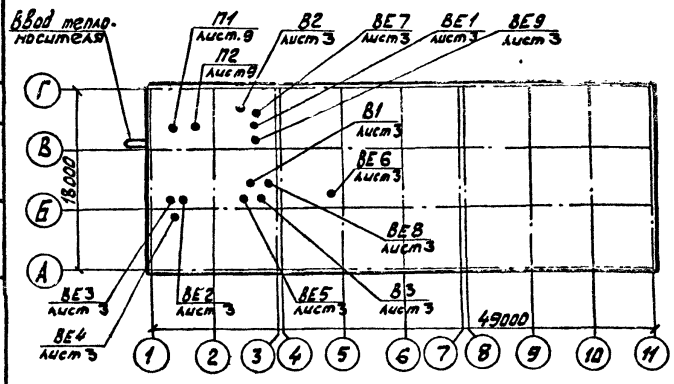 Ввод тепло-
носителя
П1
лист.9
П2
лист9
В2
лист 3
ВЕ7
лист 3
ВЕ1
лист 3
ВЕ9
лист 3
В1
лист 3
ВЕ6
лист 3
ВЕ8
лист 3
Г
В
Б
А
18000
ВЕ3
лист 3
ВЕ4
лист 3
ВЕ2
лист 3
ВЕ5
лист 3
В3
лист 3
49000
1 2 3 4 5 6 7 8 9 10 11